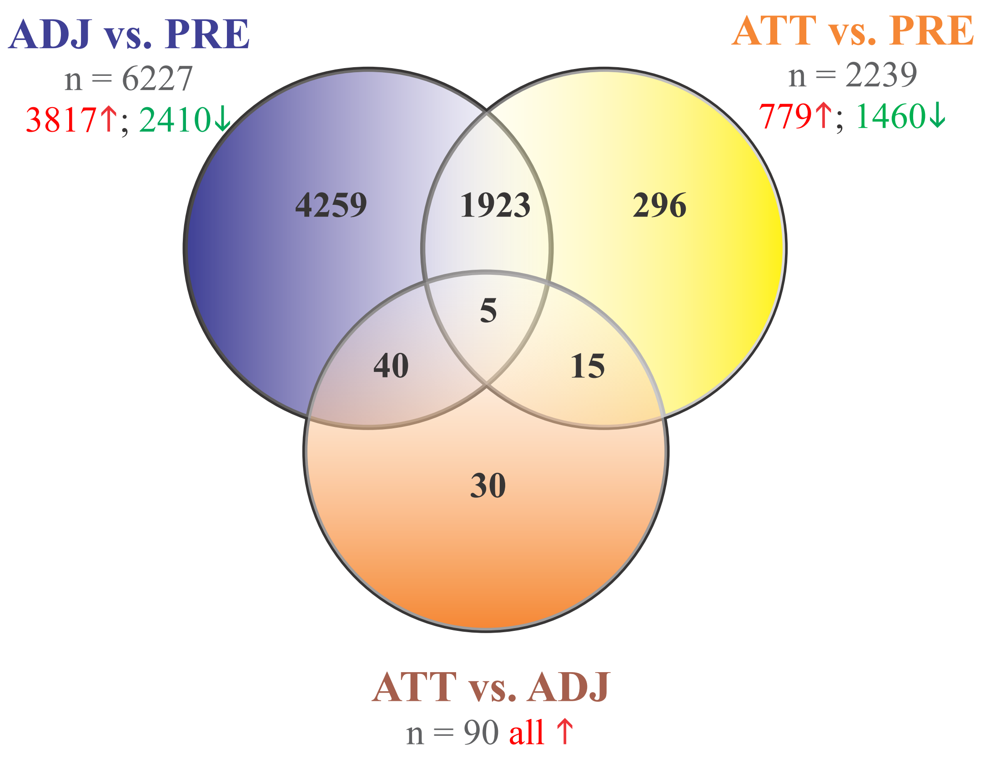 ADJ vs. PRE
n = 6227
3817↑; 2410↓
ATT vs. PRE
n = 2239
779↑; 1460↓
4259
1923
296
5
40
15
30
ATT vs. ADJ
n = 90 all ↑